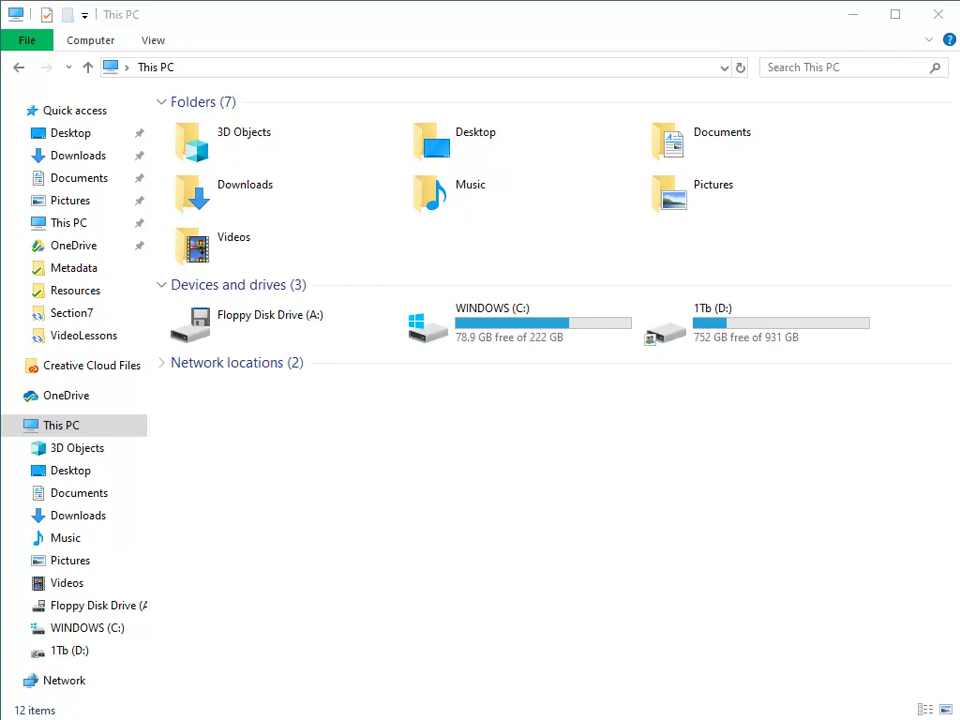 This PC
File Computer View
This PC
Search This PC
Quick access
Desktop
Downloads
Documents
Pictures
This PC
OneDrive
Metadata
Resources
Section7
VideoLessons
Creative Cloud Files
OneDrive
This PC
3D Objects
Desktop
Documents
Downloads
Music
Pictures
Videos
Floppy Disk Drive (A
WINDOWS (C:)
1Tb (D:)
Network
Folders (7)
3D Objects
Desktop
Documents
Downloads
Music
Pictures
Videos
Devices and drives (3)
Floppy Disk Drive (A:)
WINDOWS (C:)
78.9 GB free of 222 GB
1Tb (D:)
752 GB free of 931 GB
Network locations (2)
12 items